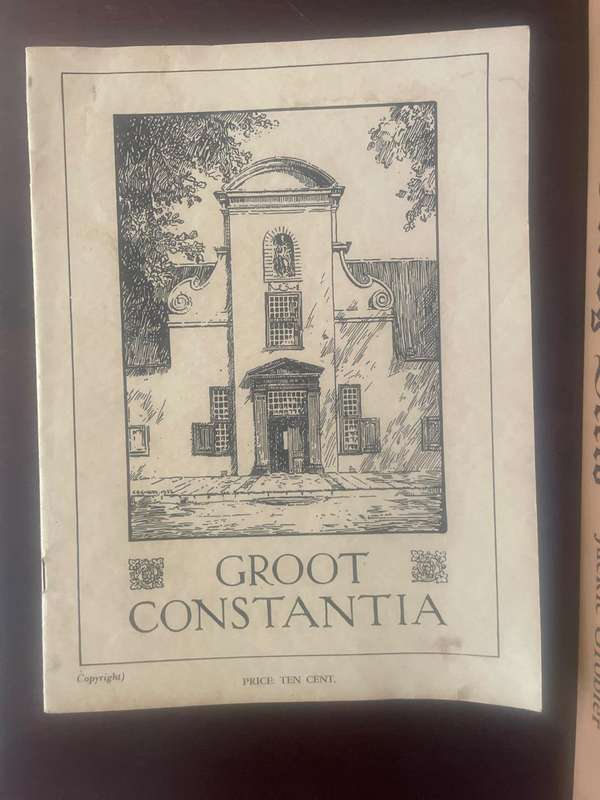 GROOT
CONSTANTIA
Copyright)
PRICE: TEN CENT.